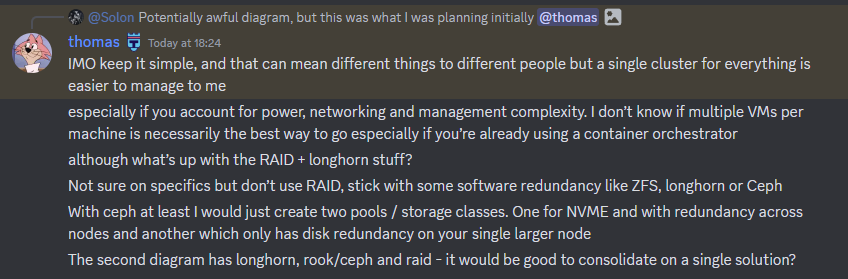 @Solon Potentially awful diagram, but this was what I was planning initially @thomas
thomas Today at 18:24
IMO keep it simple, and that can mean different things to different people but a single cluster for everything is
easier to manage to me
especially if you account for power, networking and management complexity. I don't know if multiple VMs per
machine is necessarily the best way to go especially if you're already using a container orchestrator
although what's up with the RAID + longhorn stuff?
Not sure on specifics but don't use RAID, stick with some software redundancy like ZFS, longhorn or Ceph
With ceph at least I would just create two pools / storage classes. One for NVME and with redundancy across
nodes and another which only has disk redundancy on your single larger node
The second diagram has longhorn, rook/ceph and raid - it would be good to consolidate on a single solution?